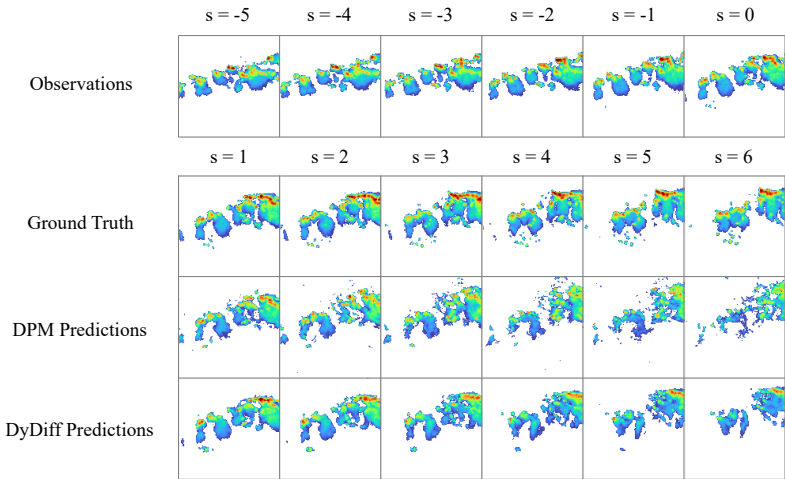 s = -5 s = -4 s = -3 s = -2 s = -1 s = 0
Observations
s = 1 s = 2 s = 3 s = 4 s = 5 s = 6
Ground Truth
DPM Predictions
DyDiff Predictions